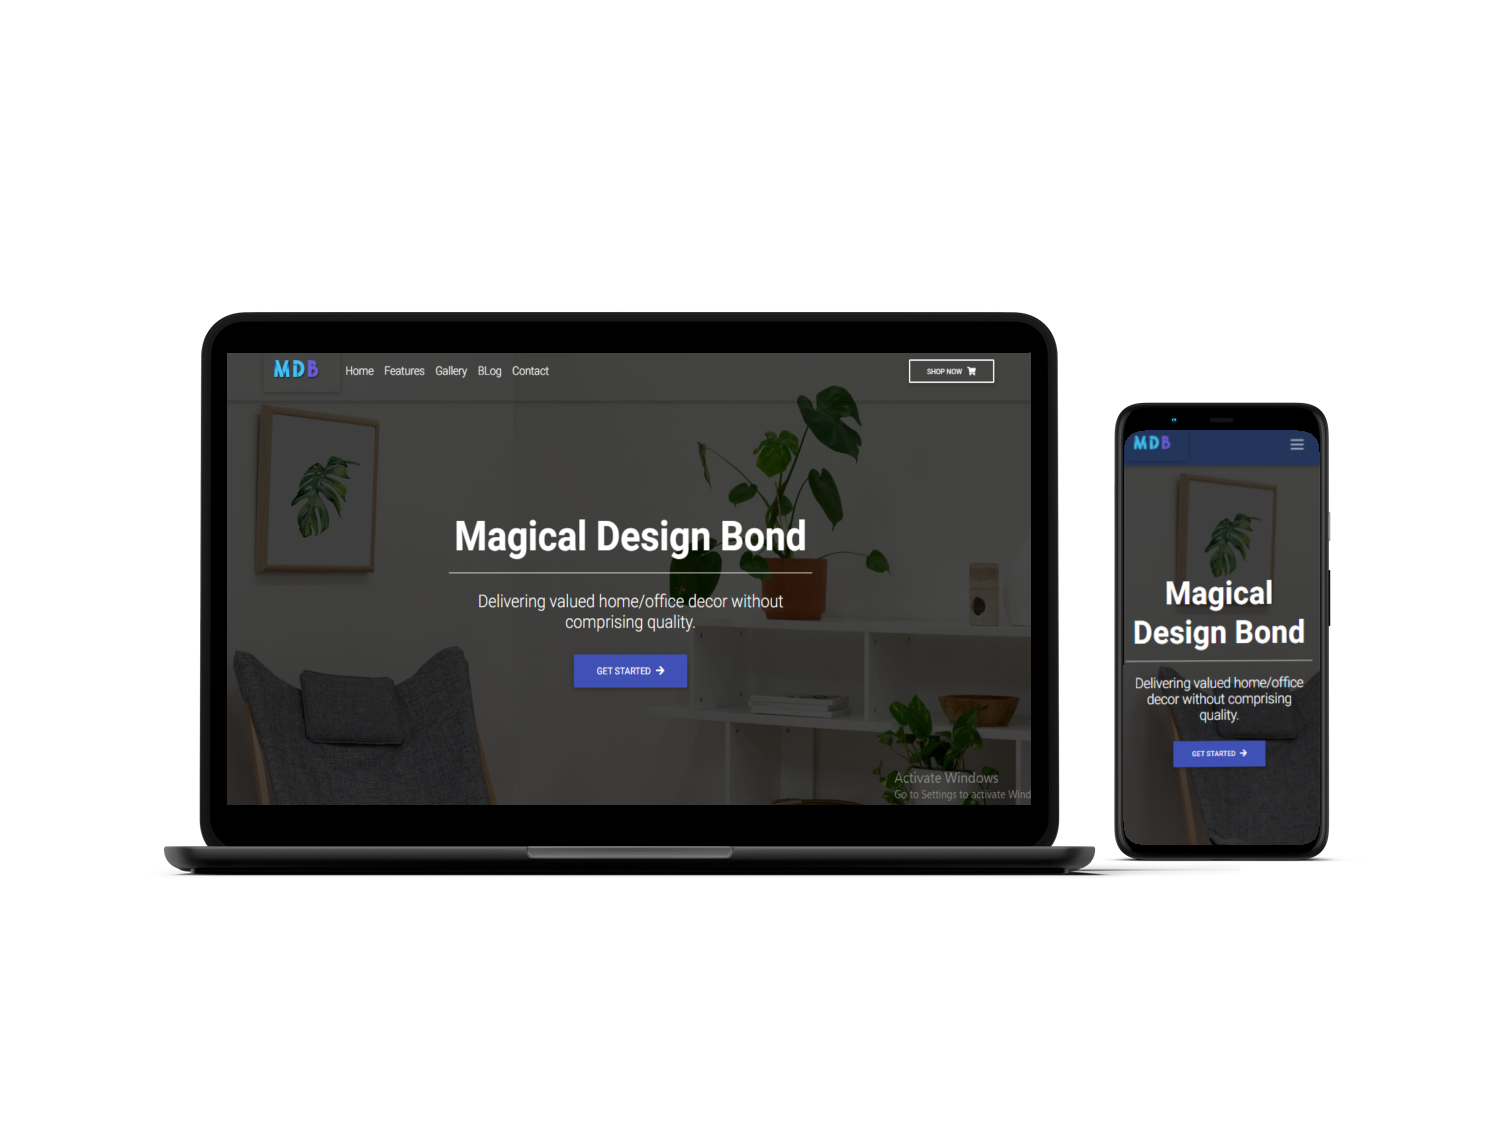 MDB Home Features Gallery BLog Contact SHOP NOW
Magical Design Bond
Delivering valued home/office decor without
comprising quality.
GET STARTED
Activate Windows
Go to Settings to activate Wind
MDB
Magical
Design Bond
Delivering valued home/office
decor without comprising
quality.
GET STARTED